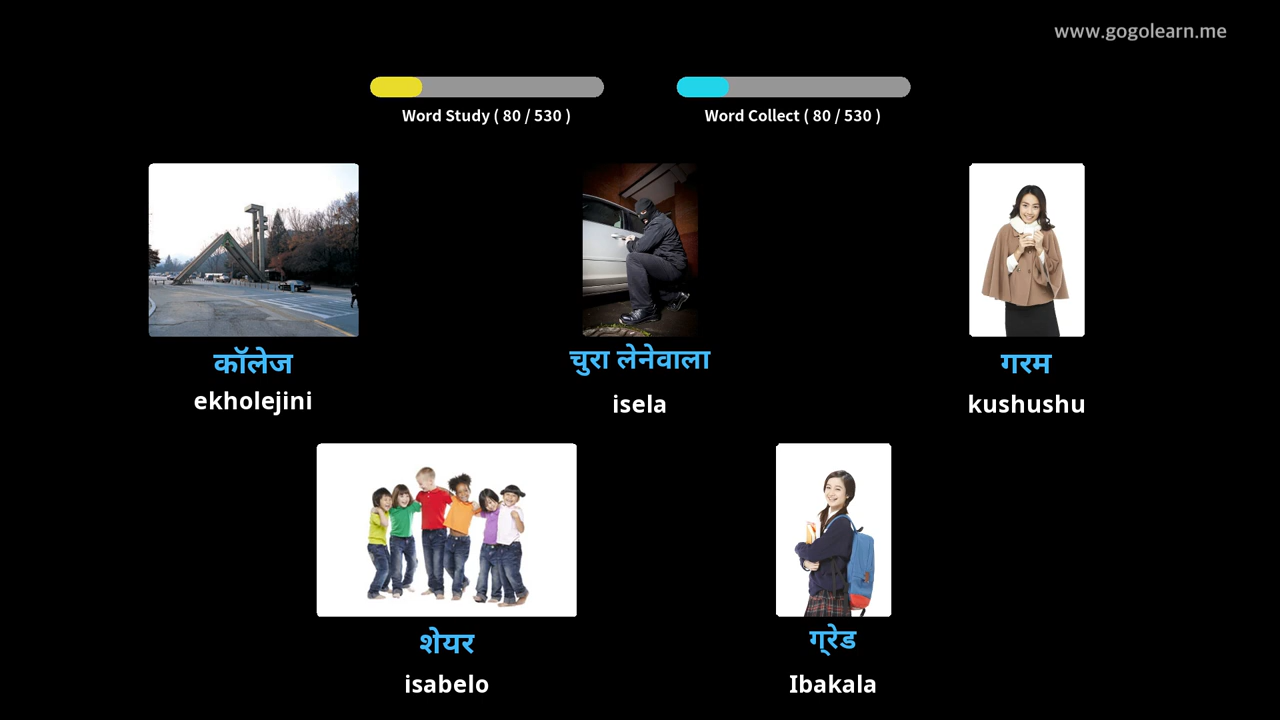 www.gogolearn.me
Word Study ( 80 / 530 )
Word Collect ( 80 / 530 )
कॉलेज
ekholejini
चुरा लेनेवाला
isela
गरम
kushushu
शेयर
isabelo
ग्रेड
Ibakala